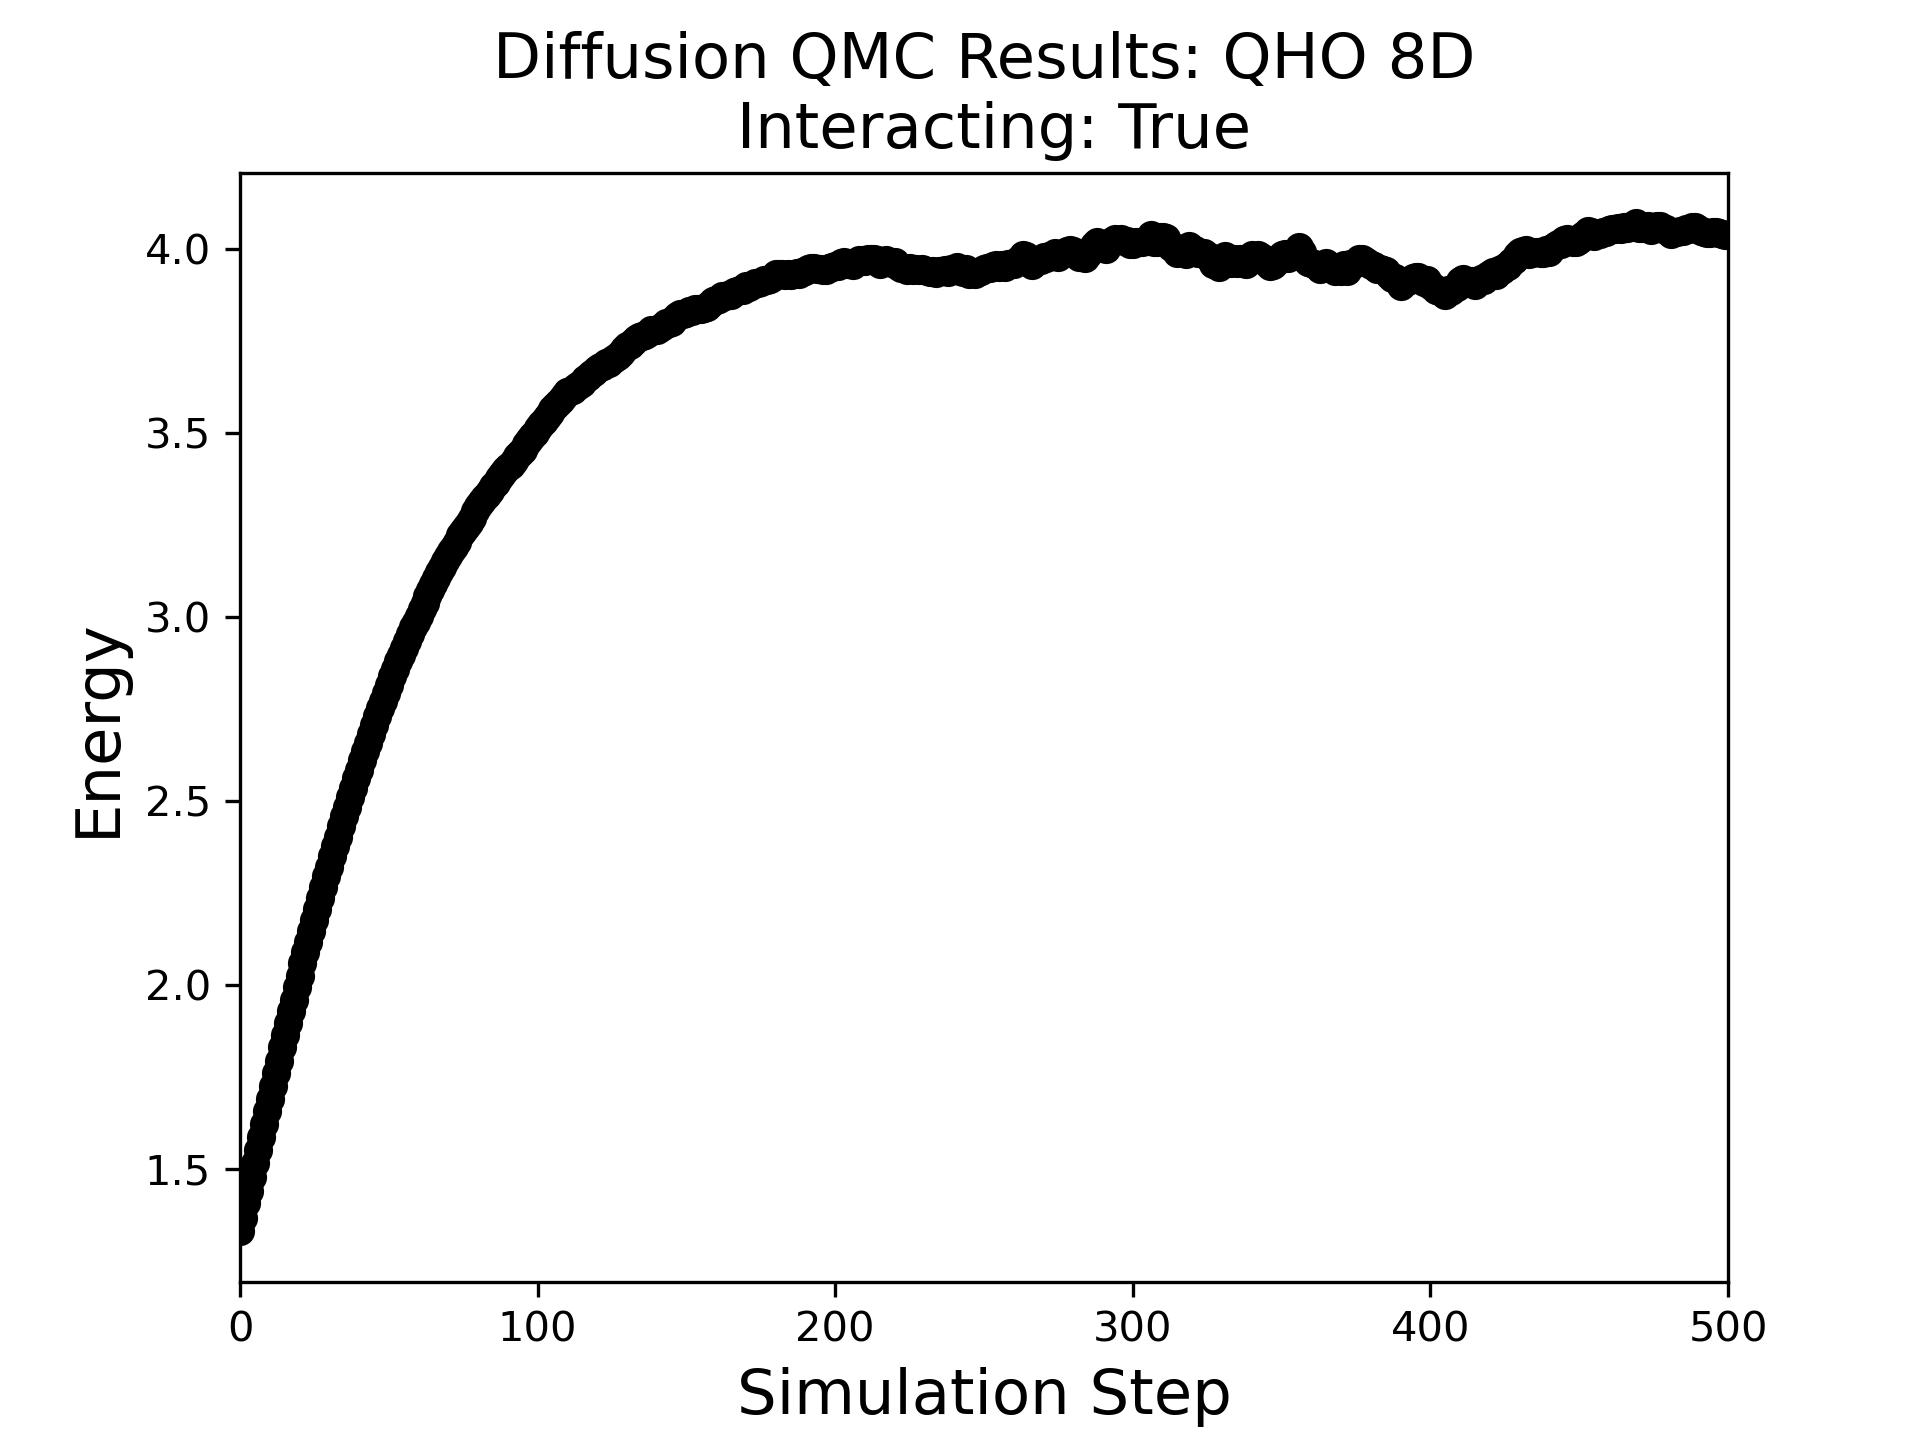 Diffusion QMC Results: QHO 8D
Interacting: True
Energy
4.0
3.5
3.0
2.5
2.0
1.5
0 100 200 300 400 500
Simulation Step